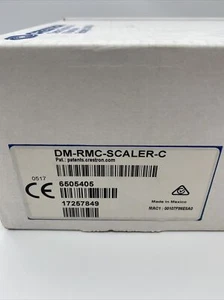 DM-RMC-SCALER-C
Pat.: patents.crestron.com
0517
6505405
17257849
Made in Mexico